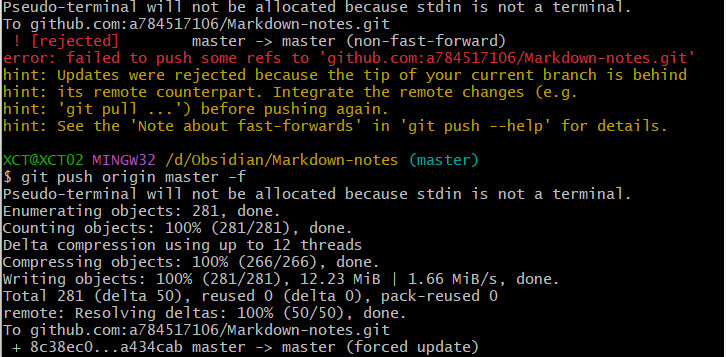 Pseudo-terminal will not be allocated because stdin is not a terminal.
To github.com:a784517106/Markdown-notes.git
 ! [rejected]        master -> master (non-fast-forward)
error: failed to push some refs to 'github.com:a784517106/Markdown-notes.git'
hint: Updates were rejected because the tip of your current branch is behind
hint: its remote counterpart. Integrate the remote changes (e.g.
hint: 'git pull ...') before pushing again.
hint: See the 'Note about fast-forwards' in 'git push --help' for details.
XCT@XCT02 MINGW32 /d/Obsidian/Markdown-notes (master)
$ git push origin master -f
Pseudo-terminal will not be allocated because stdin is not a terminal.
Enumerating objects: 281, done.
Counting objects: 100% (281/281), done.
Delta compression using up to 12 threads
Compressing objects: 100% (266/266), done.
Writing objects: 100% (281/281), 12.23 MiB | 1.66 MiB/s, done.
Total 281 (delta 50), reused 0 (delta 0), pack-reused 0
remote: Resolving deltas: 100% (50/50), done.
To github.com:a784517106/Markdown-notes.git
 + 8c38ec0...a434cab master -> master (forced update)